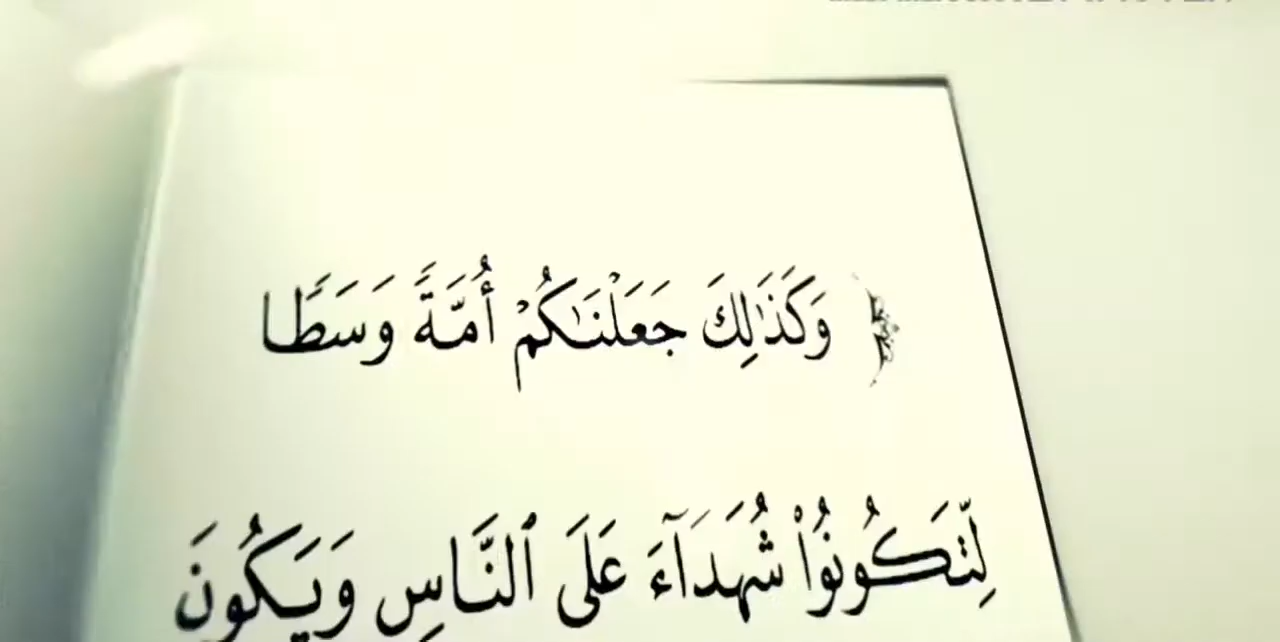 ﴿ وَكَذَٰلِكَ جَعَلْنَـٰكُمْ أُمَّةً وَسَطًا
لِّتَكُونُوا۟ شُهَدَآءَ عَلَى ٱلنَّاسِ وَيَكُونَ